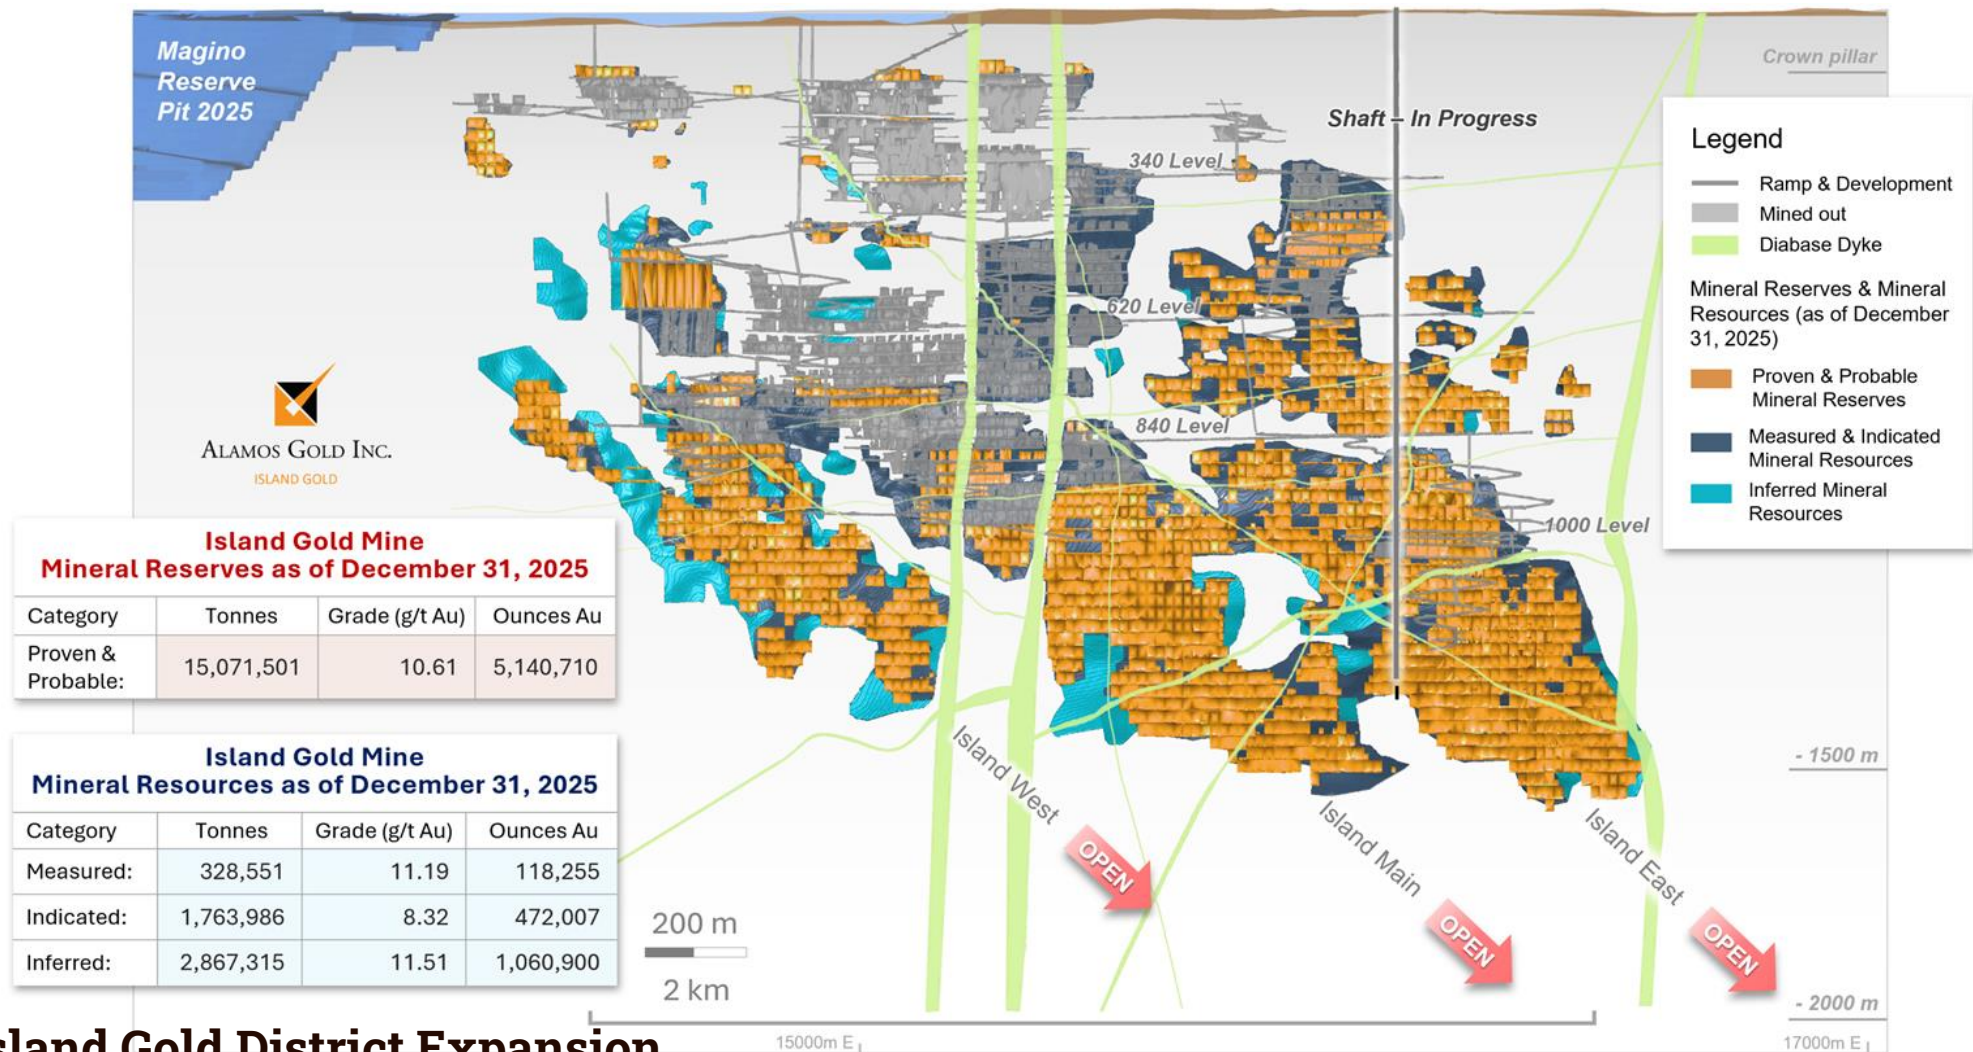 Magino
Reserve
Pit 2025
Crown pillar
Shaft – In Progress
340 Level
620 Level
840 Level
1000 Level
Legend
Ramp & Development
Mined out
Diabase Dyke
Mineral Reserves & Mineral
Resources (as of December
31, 2025)
Proven & Probable
Mineral Reserves
Measured & Indicated
Mineral Resources
Inferred Mineral
Resources
ALAMOS GOLD INC.
ISLAND GOLD
Island Gold Mine
Mineral Reserves as of December 31, 2025
Category Tonnes Grade (g/t Au) Ounces Au
Proven &
Probable: 15,071,501 10.61 5,140,710
Island Gold Mine
Mineral Resources as of December 31, 2025
Category Tonnes Grade (g/t Au) Ounces Au
Measured: 328,551 11.19 118,255
Indicated: 1,763,986 8.32 472,007
Inferred: 2,867,315 11.51 1,060,900
Island West
OPEN
Island Main
OPEN
Island East
OPEN
- 1500 m
- 2000 m
200 m
2 km
15000m E
17000m E
sland Gold District Expansion